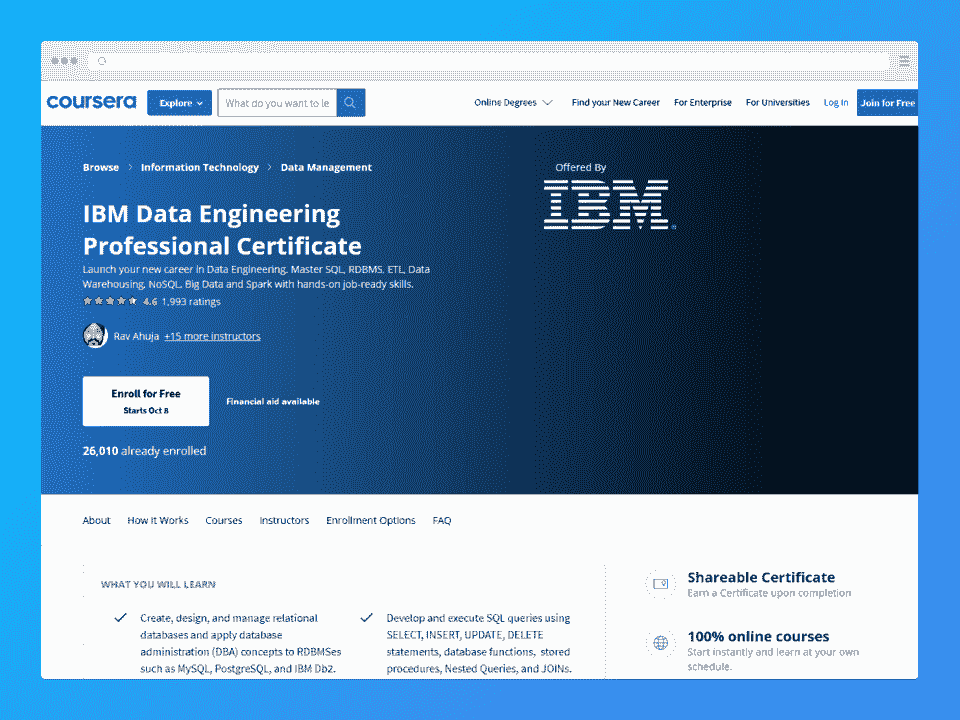 coursera Explore What do you want to le Online Degrees Find your New Career For Enterprise For Universities Log In Join for Free
Browse > Information Technology > Data Management
Offered By
IBM
IBM Data Engineering
Professional Certificate
Launch your new career in Data Engineering. Master SQL, RDBMS, ETL, Data
Warehousing, NoSQL, Big Data and Spark with hands-on job-ready skills.
4.6 1,993 ratings
Rav Ahuja +15 more instructors
Enroll for Free
Starts Oct 8
Financial aid available
26,010 already enrolled
About How It Works Courses Instructors Enrollment Options FAQ
WHAT YOU WILL LEARN
Create, design, and manage relational
databases and apply database
administration (DBA) concepts to RDBMSes
such as MySQL, PostgreSQL, and IBM Db2.
Develop and execute SQL queries using
SELECT, INSERT, UPDATE, DELETE
statements, database functions, stored
procedures, Nested Queries, and JOINs.
Shareable Certificate
Earn a Certificate upon completion
100% online courses
Start instantly and learn at your own
schedule.